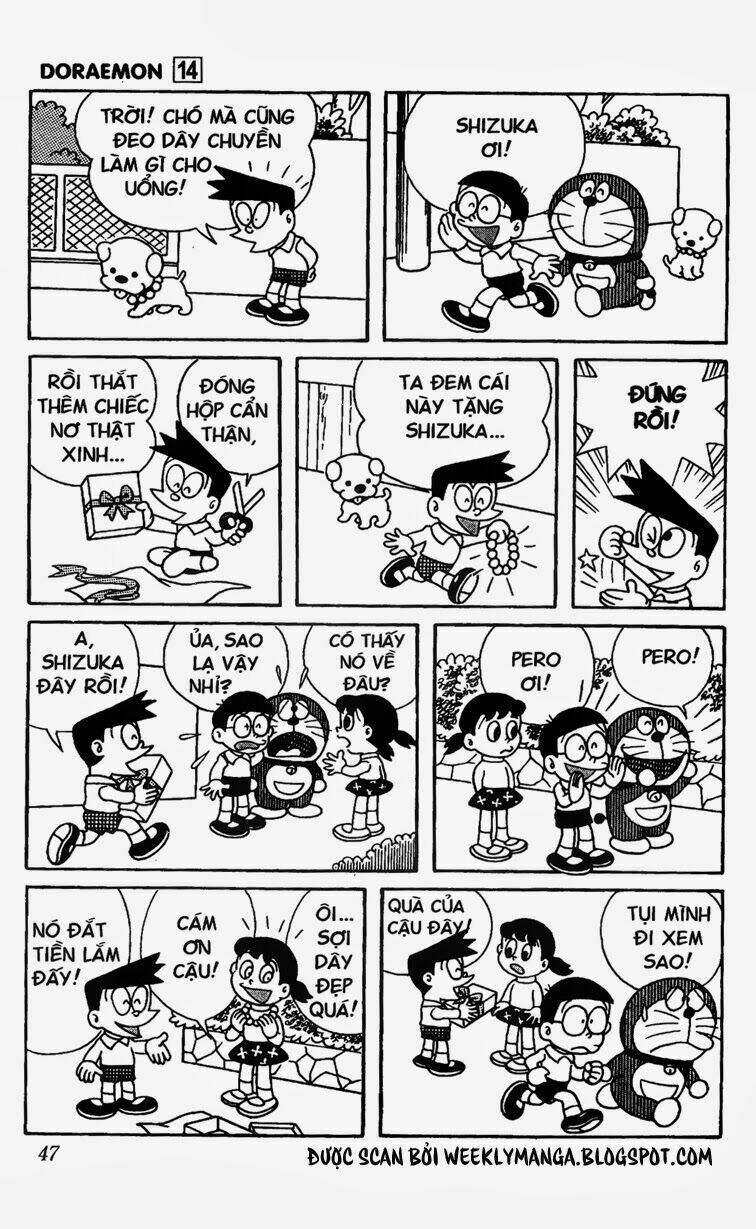 DORAEMON 14
SHIZUKA
ƠI!
TRỜI! CHÓ MÀ CŨNG
ĐEO DÂY CHUYỀN
LÀM GÌ CHO
UỔNG!
ĐÚNG
RỒI!
TA ĐEM CÁI
NÀY TẶNG
SHIZUKA...
ĐÓNG
HỘP CẨN
THẬN,
RỒI THẮT
THÊM CHIẾC
NƠ THẬT
XINH...
PERO!
PERO
ƠI!
CÓ THẤY
NÓ VỀ
ĐÂU?
ỦA, SAO
LẠ VẬY
NHỈ?
A,
SHIZUKA
ĐÂY RỒI!
TỤI MÌNH
ĐI XEM
SAO!
QUÀ CỦA
CẬU ĐÂY!
ÔI...
SỢI
DÂY
ĐẸP
QUÁ!
CÁM
ƠN
CẬU!
NÓ ĐẮT
TIỀN LẮM
ĐẤY!
47
ĐƯỢC SCAN BỞI WEEKLYMANGA.BLOGSPOT.COM